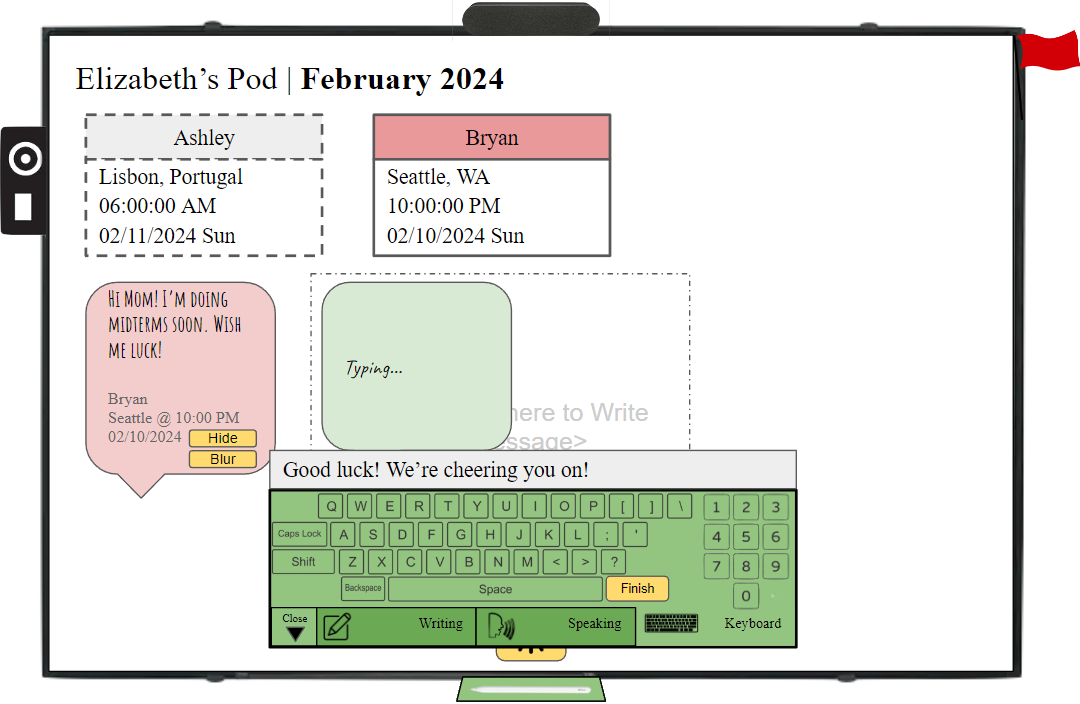 Elizabeth’s Pod | February 2024
Ashley
Lisbon, Portugal
06:00:00 AM
02/11/2024 Sun
Bryan
Seattle, WA
10:00:00 PM
02/10/2024 Sun
Hi Mom! I’m doing
midterms soon. Wish
me luck!
Bryan
Seattle @ 10:00 PM
02/10/2024
Hide
Blur
Typing...
here to Write
essage>
Good luck! We’re cheering you on!
Q W E R T Y U I O P [ ] \ 1 2 3
Caps Lock A S D F G H J K L ; ' 4 5 6
Shift Z X C V B N M < > ? 7 8 9
Backspace Space Finish 0
Close Writing Speaking Keyboard